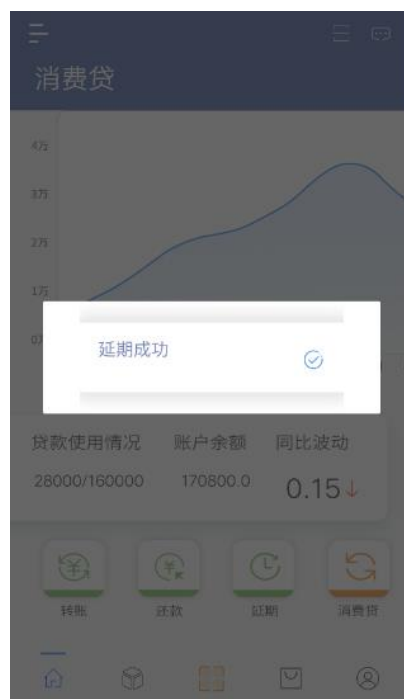 消费贷
4万
3万
2万
1万
0万
延期成功
贷款使用情况 账户余额 同比波动
28000/160000 170800.0 0.15↓
转账 还款 延期 消费贷